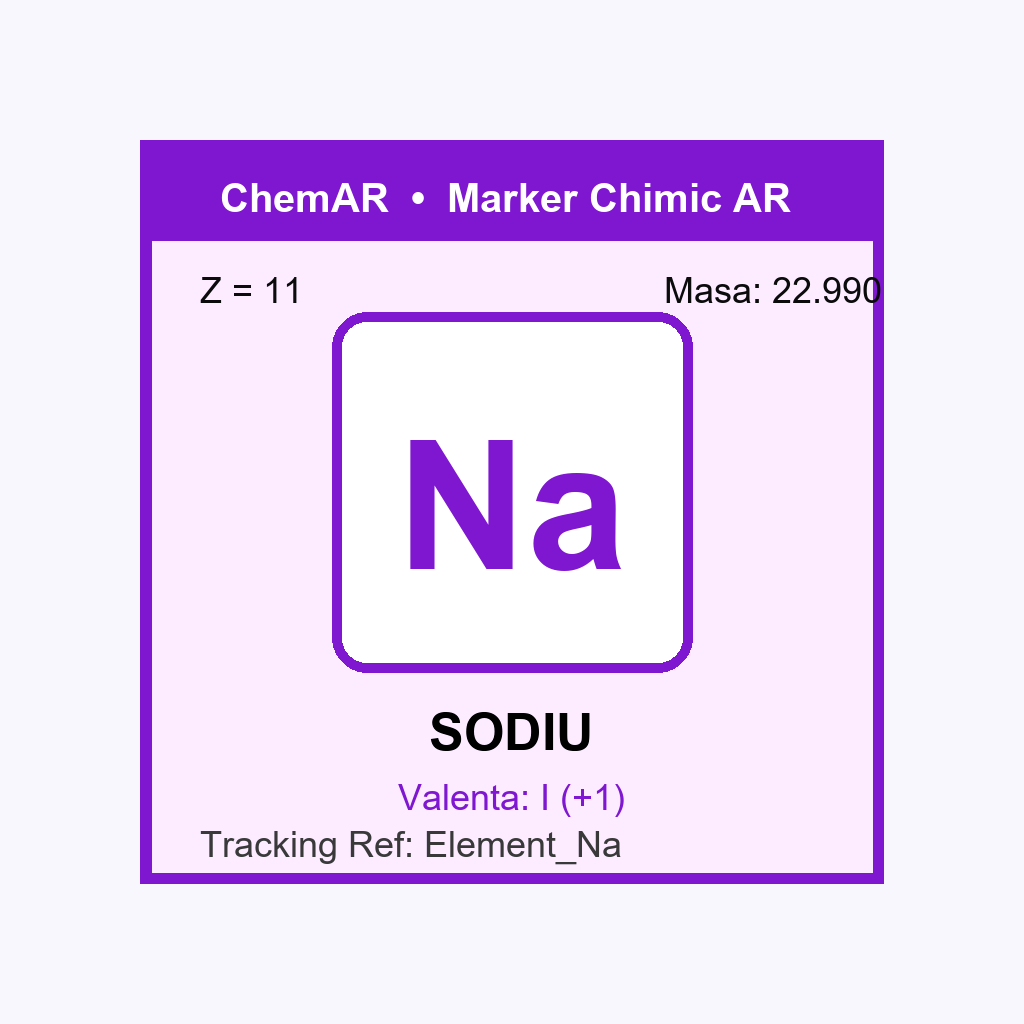 ChemAR • Marker Chimic AR
Z = 11 Masa: 22.990
Na
SODIU
Valenta: I (+1)
Tracking Ref: Element_Na